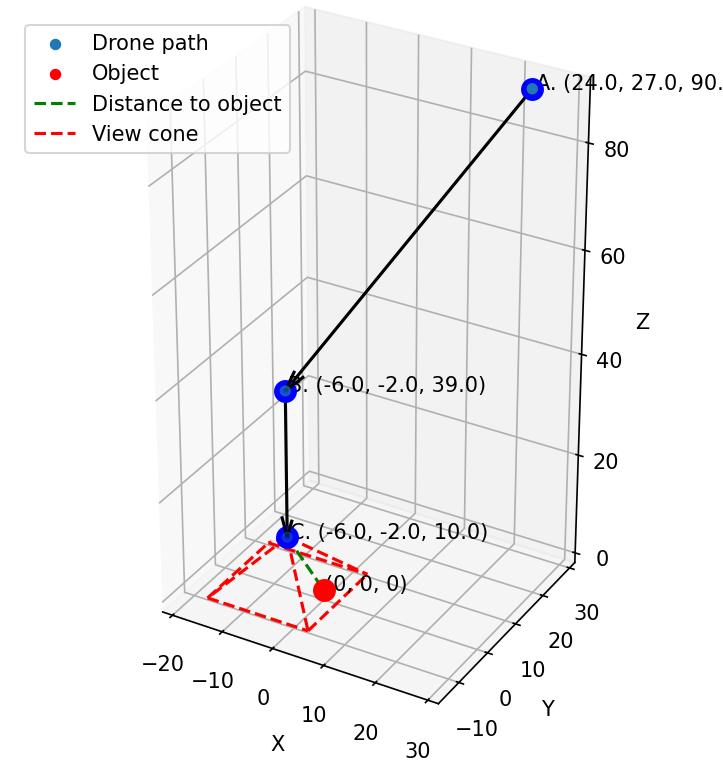 Drone path
Object
Distance to object
View cone
A. (24.0, 27.0, 90.
B. (-6.0, -2.0, 39.0)
C. (-6.0, -2.0, 10.0)
(0, 0, 0)
80
60
Z
40
20
0
30
20
10
0
−10
Y
−20
−10
0
10
20
30
X